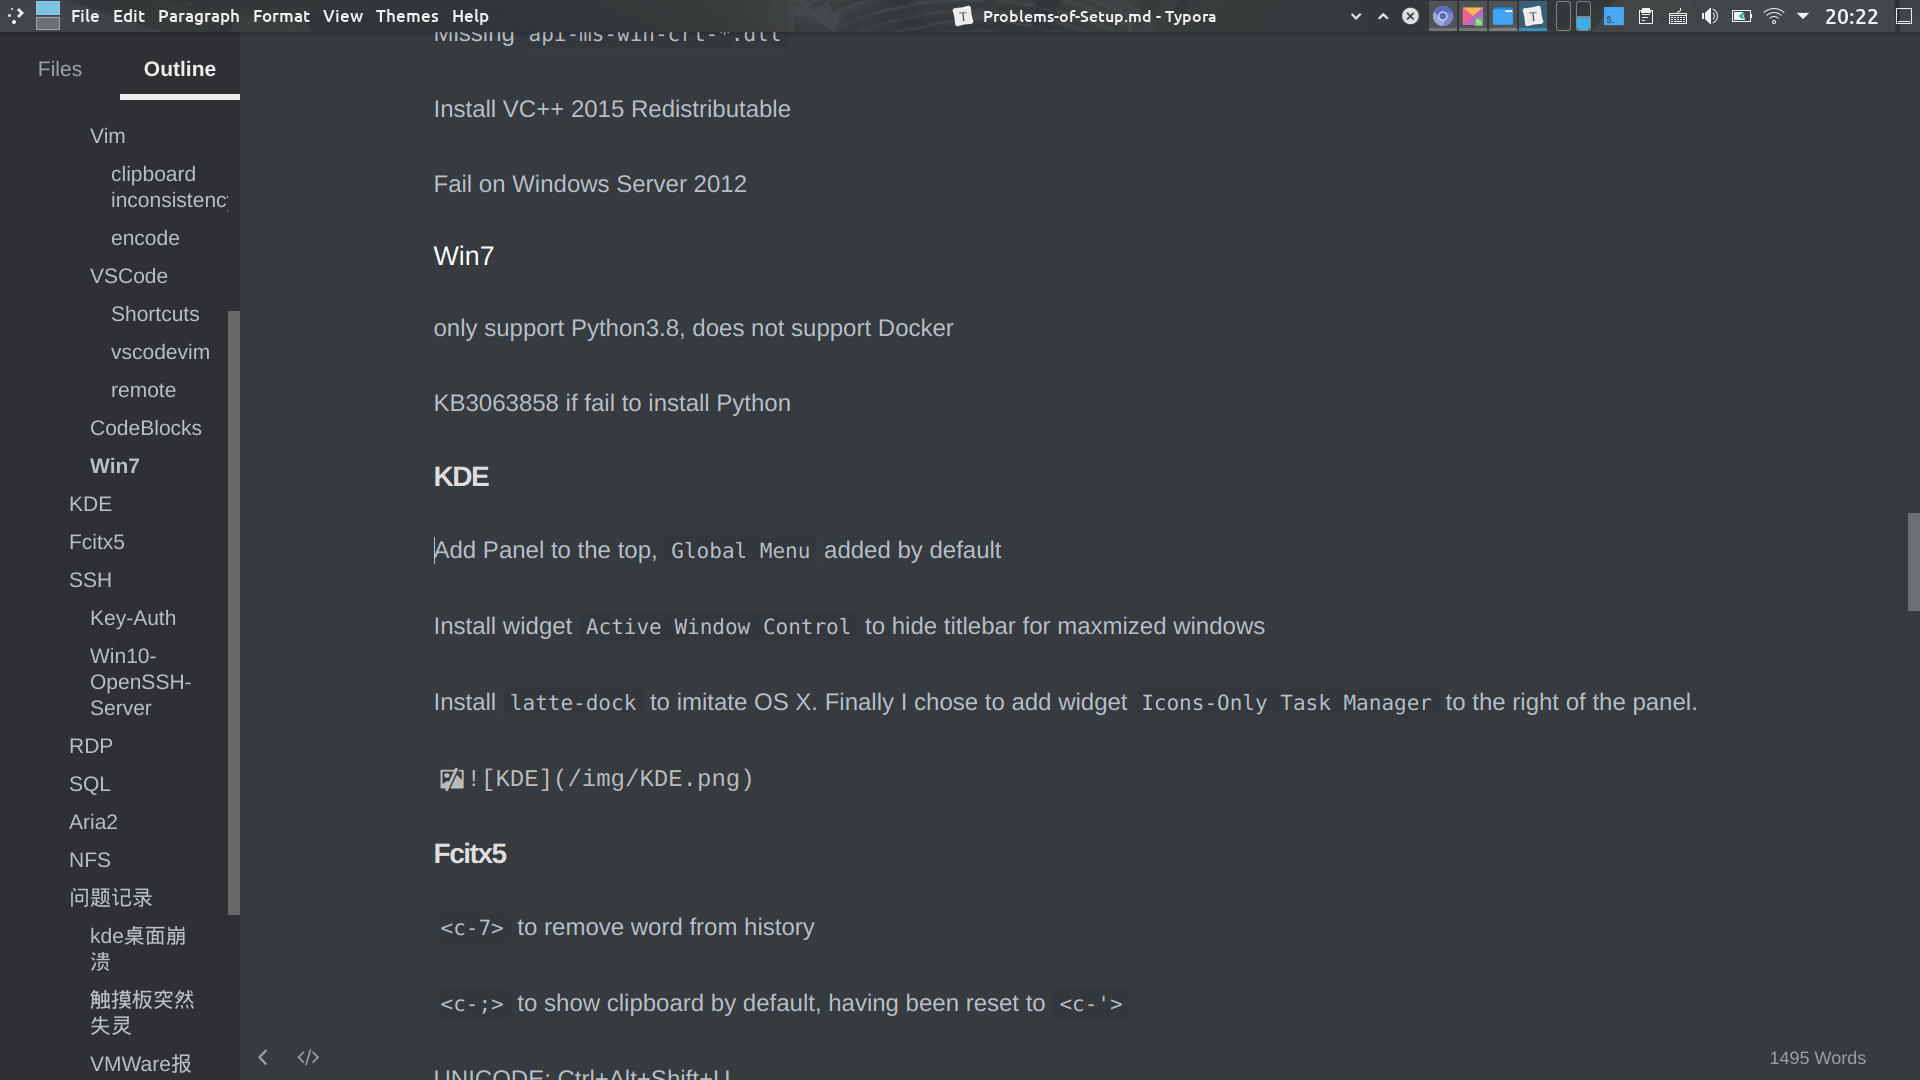 File Edit Paragraph Format View Themes Help
Problems-of-Setup.md - Typora
20:22
Files Outline
Vim
clipboard
inconsistency
encode
VSCode
Shortcuts
vscodevim
remote
CodeBlocks
Win7
KDE
Fcitx5
SSH
Key-Auth
Win10-
OpenSSH-
Server
RDP
SQL
Aria2
NFS
问题记录
kde桌面崩
溃
触摸板突然
失灵
VMWare报
Missing api-ms-win-crt-*.dll
Install VC++ 2015 Redistributable
Fail on Windows Server 2012
Win7
only support Python3.8, does not support Docker
KB3063858 if fail to install Python
KDE
Add Panel to the top, Global Menu added by default
Install widget Active Window Control to hide titlebar for maxmized windows
Install latte-dock to imitate OS X. Finally I chose to add widget Icons-Only Task Manager to the right of the panel.
![KDE](/img/KDE.png)
Fcitx5
<c-7> to remove word from history
<c-;> to show clipboard by default, having been reset to <c-'>
UNICODE: Ctrl+Alt+Shift+U
1495 Words